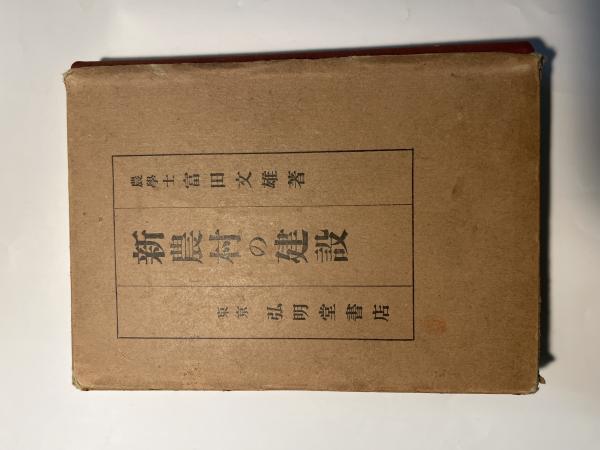 農學士 富田文雄著
新農村の建設
東京 弘明堂書店